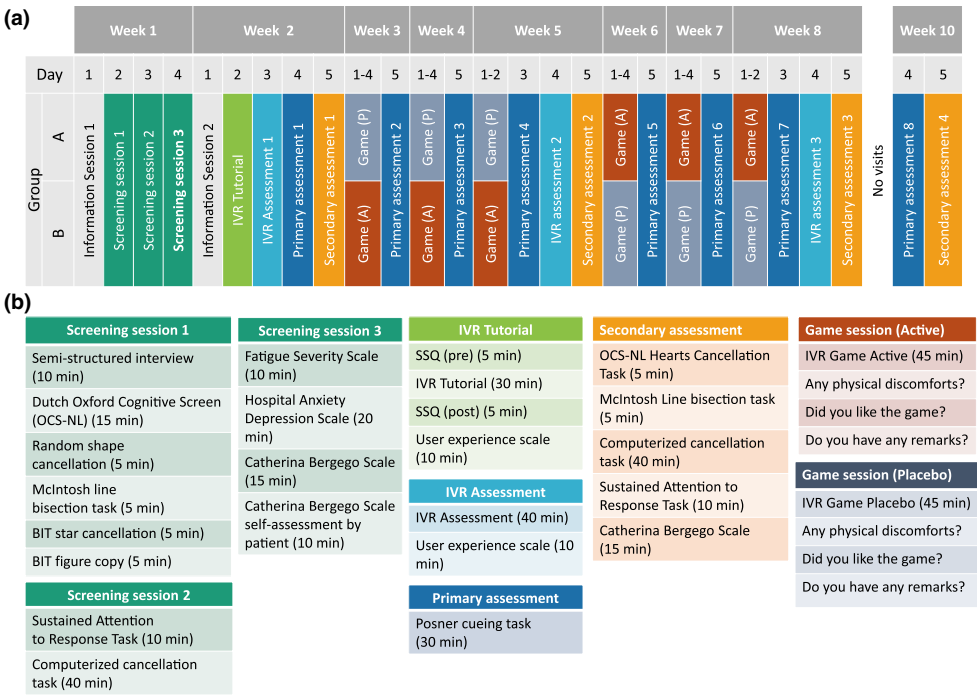 (a)
Week 1
Week 2
Week 3
Week 4
Week 5
Week 6
Week 7
Week 8
Week 10
Day
1
2
3
4
1
2
3
4
5
1-4
5
1-4
5
1-2
3
4
5
1-4
5
1-4
5
1-2
3
4
5
4
5
Group
A
B
Information Session 1
Screening session 1
Screening session 2
Screening session 3
Information Session 2
IVR Tutorial
IVR Assessment 1
Primary assessment 1
Secondary assessment 1
Game (P)
Game (A)
Primary assessment 2
Game (P)
Game (A)
Primary assessment 3
Game (P)
Game (A)
Primary assessment 4
IVR Assessment 2
Secondary assessment 2
Game (A)
Game (P)
Primary assessment 5
Game (A)
Game (P)
Primary assessment 6
Game (A)
Game (P)
Primary assessment 7
IVR Assessment 3
Secondary assessment 3
No visits
Primary assessment 8
Secondary assessment 4
(b)
Screening session 1
Semi-structured interview
(10 min)
Dutch Oxford Cognitive Screen
(OCS-NL) (15 min)
Random shape
cancellation (5 min)
McIntosh line
bisection task (5 min)
BIT star cancellation (5 min)
BIT figure copy (5 min)
Screening session 2
Sustained Attention
to Response Task (10 min)
Computerized cancellation
task (40 min)
Screening session 3
Fatigue Severity Scale
(10 min)
Hospital Anxiety
Depression Scale (20
min)
Catherina Bergego Scale
(15 min)
Catherina Bergego Scale
self-assessment by
patient (10 min)
IVR Tutorial
SSQ (pre) (5 min)
IVR Tutorial (30 min)
SSQ (post) (5 min)
User experience scale
(10 min)
IVR Assessment
IVR Assessment (40 min)
User experience scale (10
min)
Primary assessment
Posner cueing task
(30 min)
Secondary assessment
OCS-NL Hearts Cancellation
Task (5 min)
McIntosh Line bisection task
(5 min)
Computerized cancellation
task (40 min)
Sustained Attention to
Response Task (10 min)
Catherina Bergego Scale
(15 min)
Game session (Active)
IVR Game Active (45 min)
Any physical discomforts?
Did you like the game?
Do you have any remarks?
Game session (Placebo)
IVR Game Placebo (45 min)
Any physical discomforts?
Did you like the game?
Do you have any remarks?